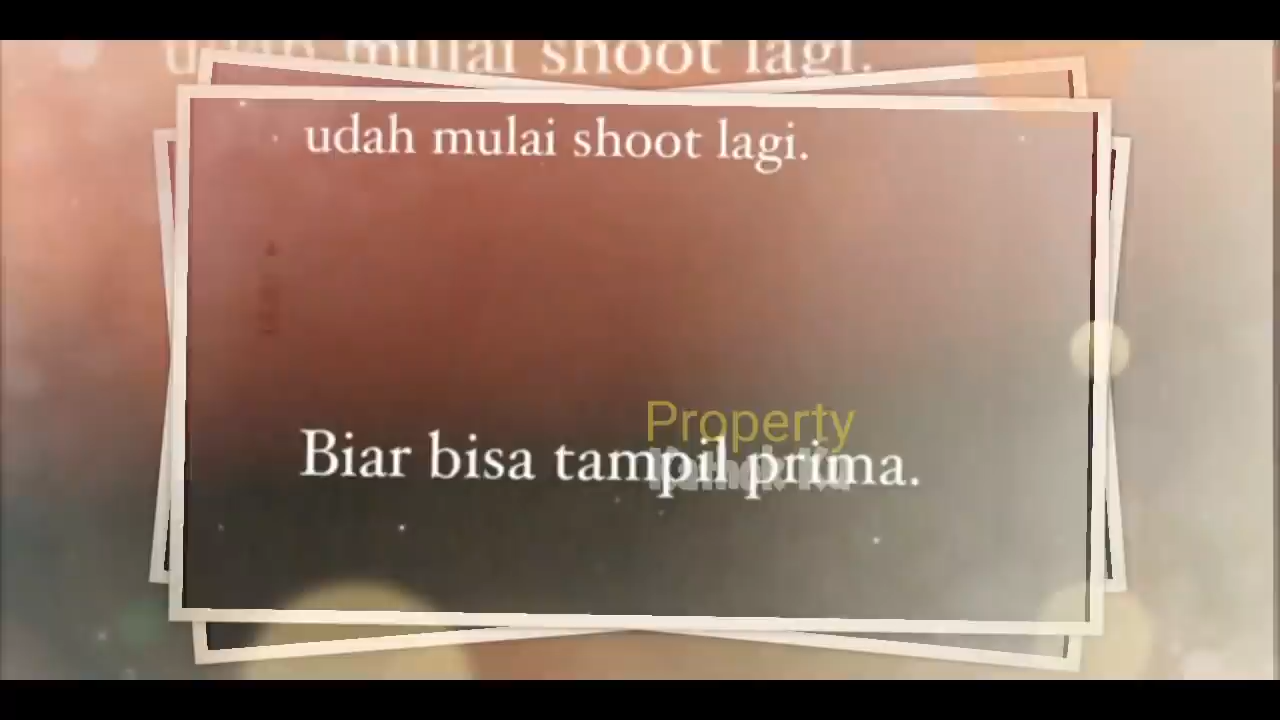 udah mulai shoot lagi.
udah mulai shoot lagi.
Property
Biar bisa tampil prima.